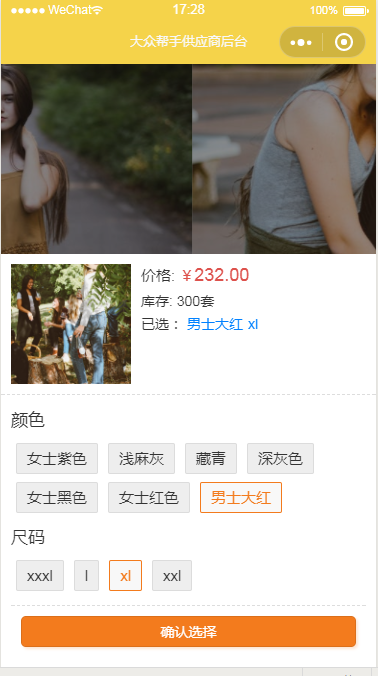 WeChat 17:28 100%
大众帮手供应商后台
价格: ￥232.00
库存: 300套
已选： 男士大红 xl
颜色
女士紫色 浅麻灰 藏青 深灰色
女士黑色 女士红色 男士大红
尺码
xxxl l xl xxl
确认选择